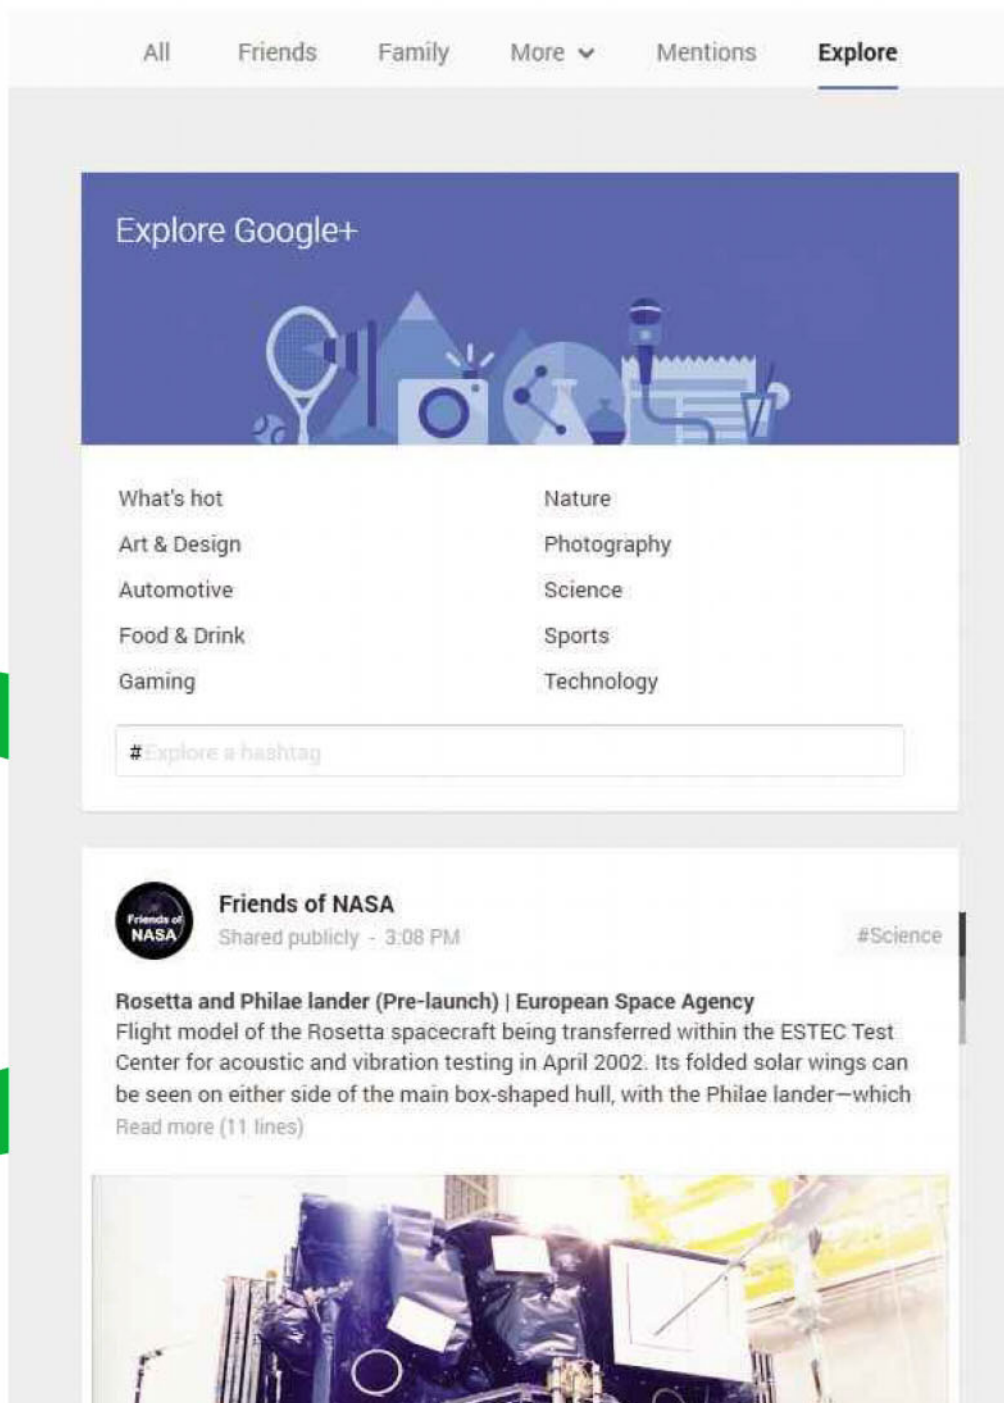 All Friends Family More Mentions Explore
Explore Google+
What's hot
Art & Design
Automotive
Food & Drink
Gaming
Nature
Photography
Science
Sports
Technology
#Explore a hashtag
Friends of
NASA
Friends of NASA
Shared publicly - 3:08 PM
#Science
Rosetta and Philae lander (Pre-launch) | European Space Agency
Flight model of the Rosetta spacecraft being transferred within the ESTEC Test
Center for acoustic and vibration testing in April 2002. Its folded solar wings can
be seen on either side of the main box-shaped hull, with the Philae lander—which
Read more (11 lines)